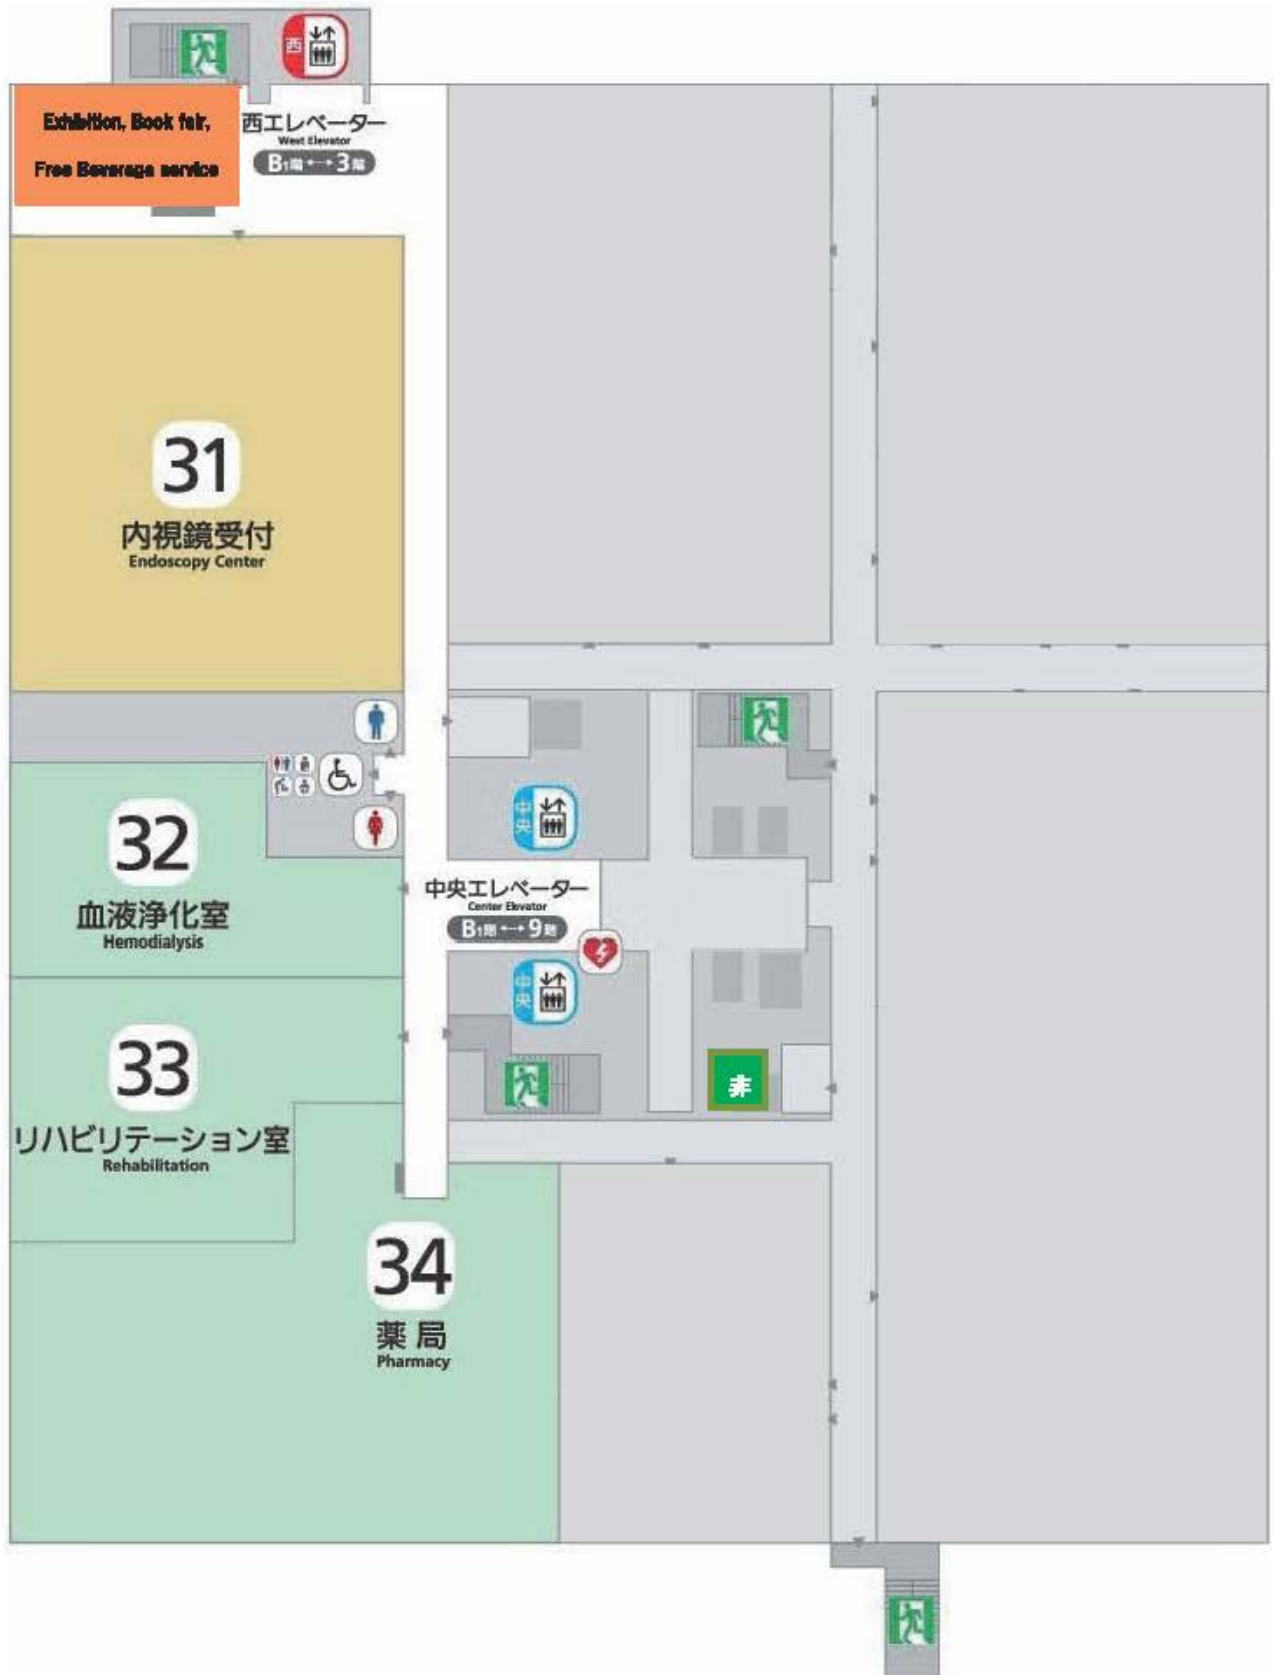 西
Exhibition, Book fair,
Free Beverage service
西エレベーター
West Elevator
B1階←→3階
31
内視鏡受付
Endoscopy Center
32
血液浄化室
Hemodialysis
中央
中央エレベーター
Center Elevator
B1階←→9階
中央
33
リハビリテーション室
Rehabilitation
非
34
薬局
Pharmacy